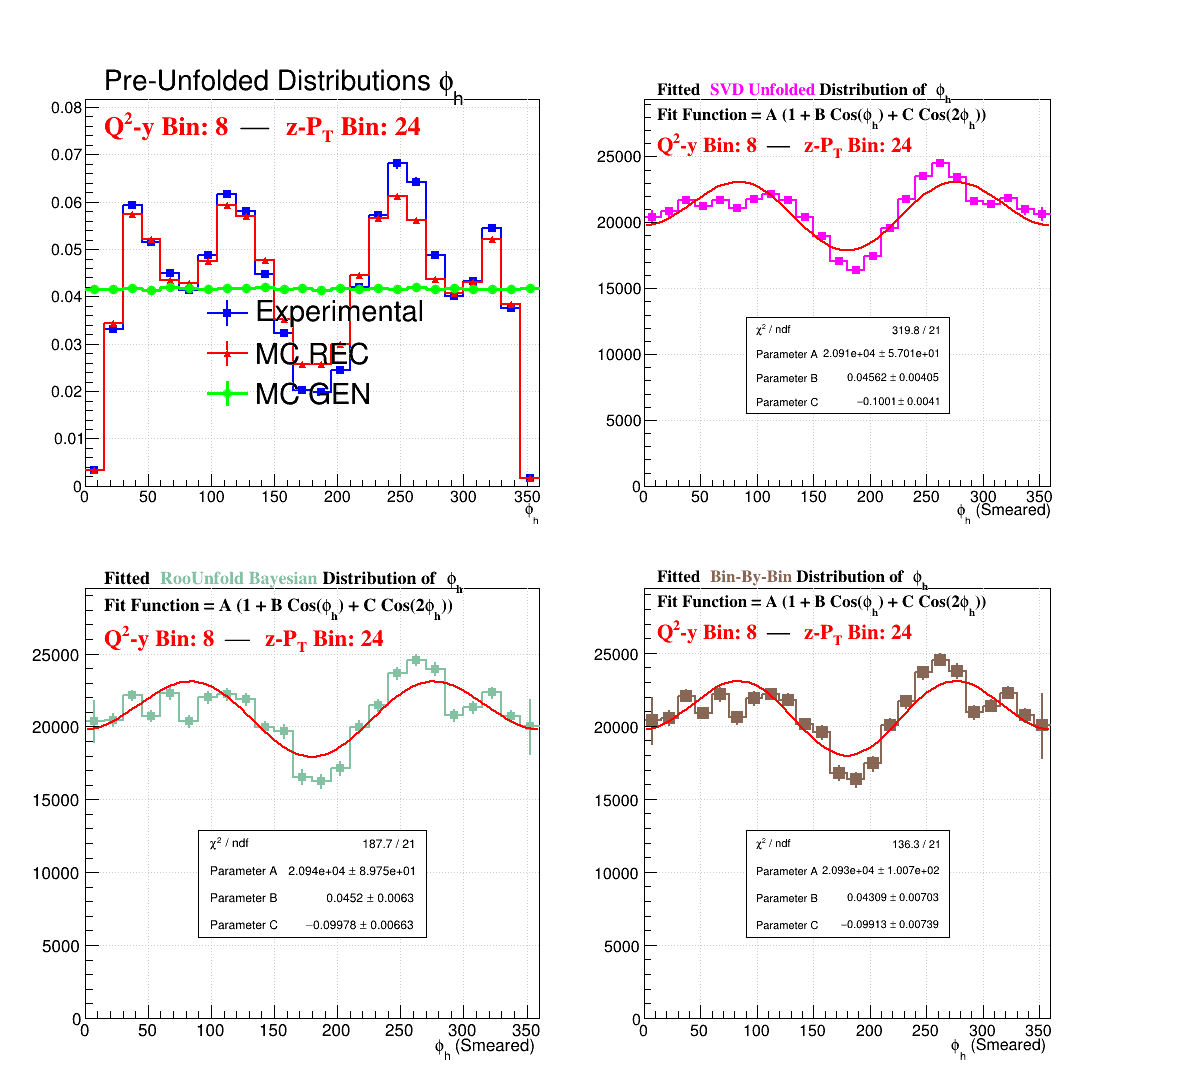 Pre-Unfolded Distributions ϕh
Q²-y Bin: 8 — z-PT Bin: 24
0.08
0.07
0.06
0.05
0.04
0.03
0.02
0.01
0
Experimental
MC REC
MC GEN
0 50 100 150 200 250 300 350
ϕh
Fitted SVD Unfolded Distribution of ϕh
Fit Function = A (1 + B Cos(ϕh) + C Cos(2ϕh))
Q²-y Bin: 8 — z-PT Bin: 24
25000
20000
15000
10000
5000
0
χ² / ndf 319.8 / 21
Parameter A 2.091e+04 ± 5.701e+01
Parameter B 0.04562 ± 0.00405
Parameter C −0.1001 ± 0.0041
0 50 100 150 200 250 300 350
ϕh (Smeared)
Fitted RooUnfold Bayesian Distribution of ϕh
Fit Function = A (1 + B Cos(ϕh) + C Cos(2ϕh))
Q²-y Bin: 8 — z-PT Bin: 24
25000
20000
15000
10000
5000
0
χ² / ndf 187.7 / 21
Parameter A 2.094e+04 ± 8.975e+01
Parameter B 0.0452 ± 0.0063
Parameter C −0.09978 ± 0.00663
0 50 100 150 200 250 300 350
ϕh (Smeared)
Fitted Bin-By-Bin Distribution of ϕh
Fit Function = A (1 + B Cos(ϕh) + C Cos(2ϕh))
Q²-y Bin: 8 — z-PT Bin: 24
25000
20000
15000
10000
5000
0
χ² / ndf 136.3 / 21
Parameter A 2.093e+04 ± 1.007e+02
Parameter B 0.04309 ± 0.00703
Parameter C −0.09913 ± 0.00739
0 50 100 150 200 250 300 350
ϕh (Smeared)